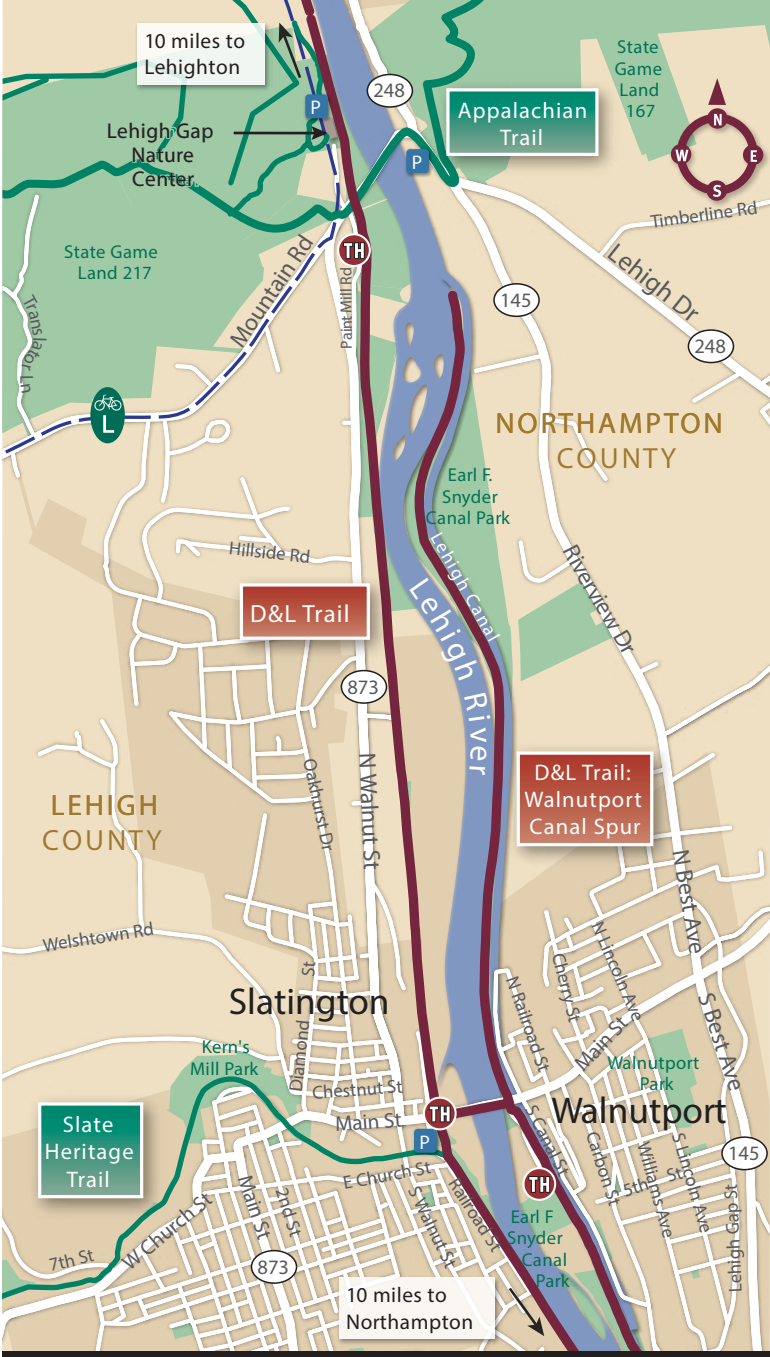 10 miles to
Lehighton
P
248
State
Game
Land
167
Appalachian
Trail
N
W
E
S
Lehigh Gap
Nature
Center
P
Timberline Rd
State Game
Land 217
Mountain Rd
TH
Paint Mill Rd
Lehigh Dr
145
248
Translator Ln
L
NORTHAMPTON
COUNTY
Earl F.
Snyder
Canal Park
Lehigh Canal
Hillside Rd
Riverview Dr
D&L Trail
Lehigh River
873
D&L Trail:
Walnutport
Canal Spur
Oakhurst Dr
N Walnut St
LEHIGH
COUNTY
N Best Ave
Welshtown Rd
N Lincoln Ave
Cherry St
Slatington
Diamond St
N Railroad St
Main St
S Best Ave
Kern's
Mill Park
Walnutport
Park
Chestnut St
Main St
TH
Walnutport
Slate
Heritage
Trail
P
S Canal St
Carbon St
145
E Church St
TH
Williams Ave
S Lincoln Ave
5th St
Main St
2nd St
S Walnut St
Railroad St
W Church St
Lehigh Gap St
Earl F
Snyder
Canal
Park
7th St
873
10 miles to
Northampton